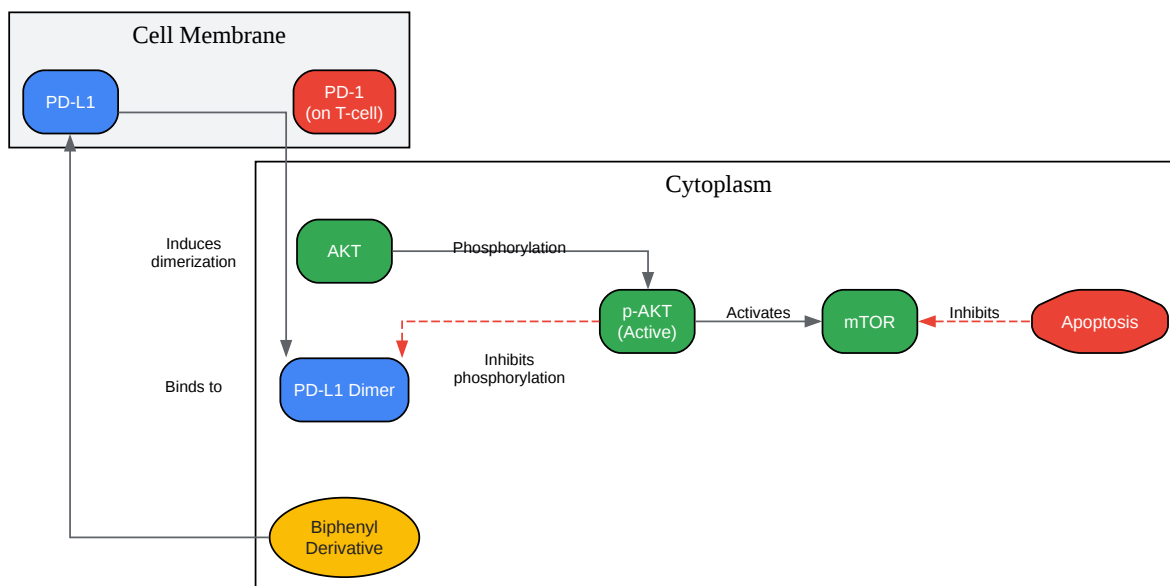 Cell Membrane
PD-L1
PD-1
(on T-cell)
Cytoplasm
Induces
dimerization
AKT
Phosphorylation
p-AKT
(Active)
Activates
mTOR
Inhibits
Apoptosis
Inhibits
phosphorylation
Binds to
PD-L1 Dimer
Biphenyl
Derivative